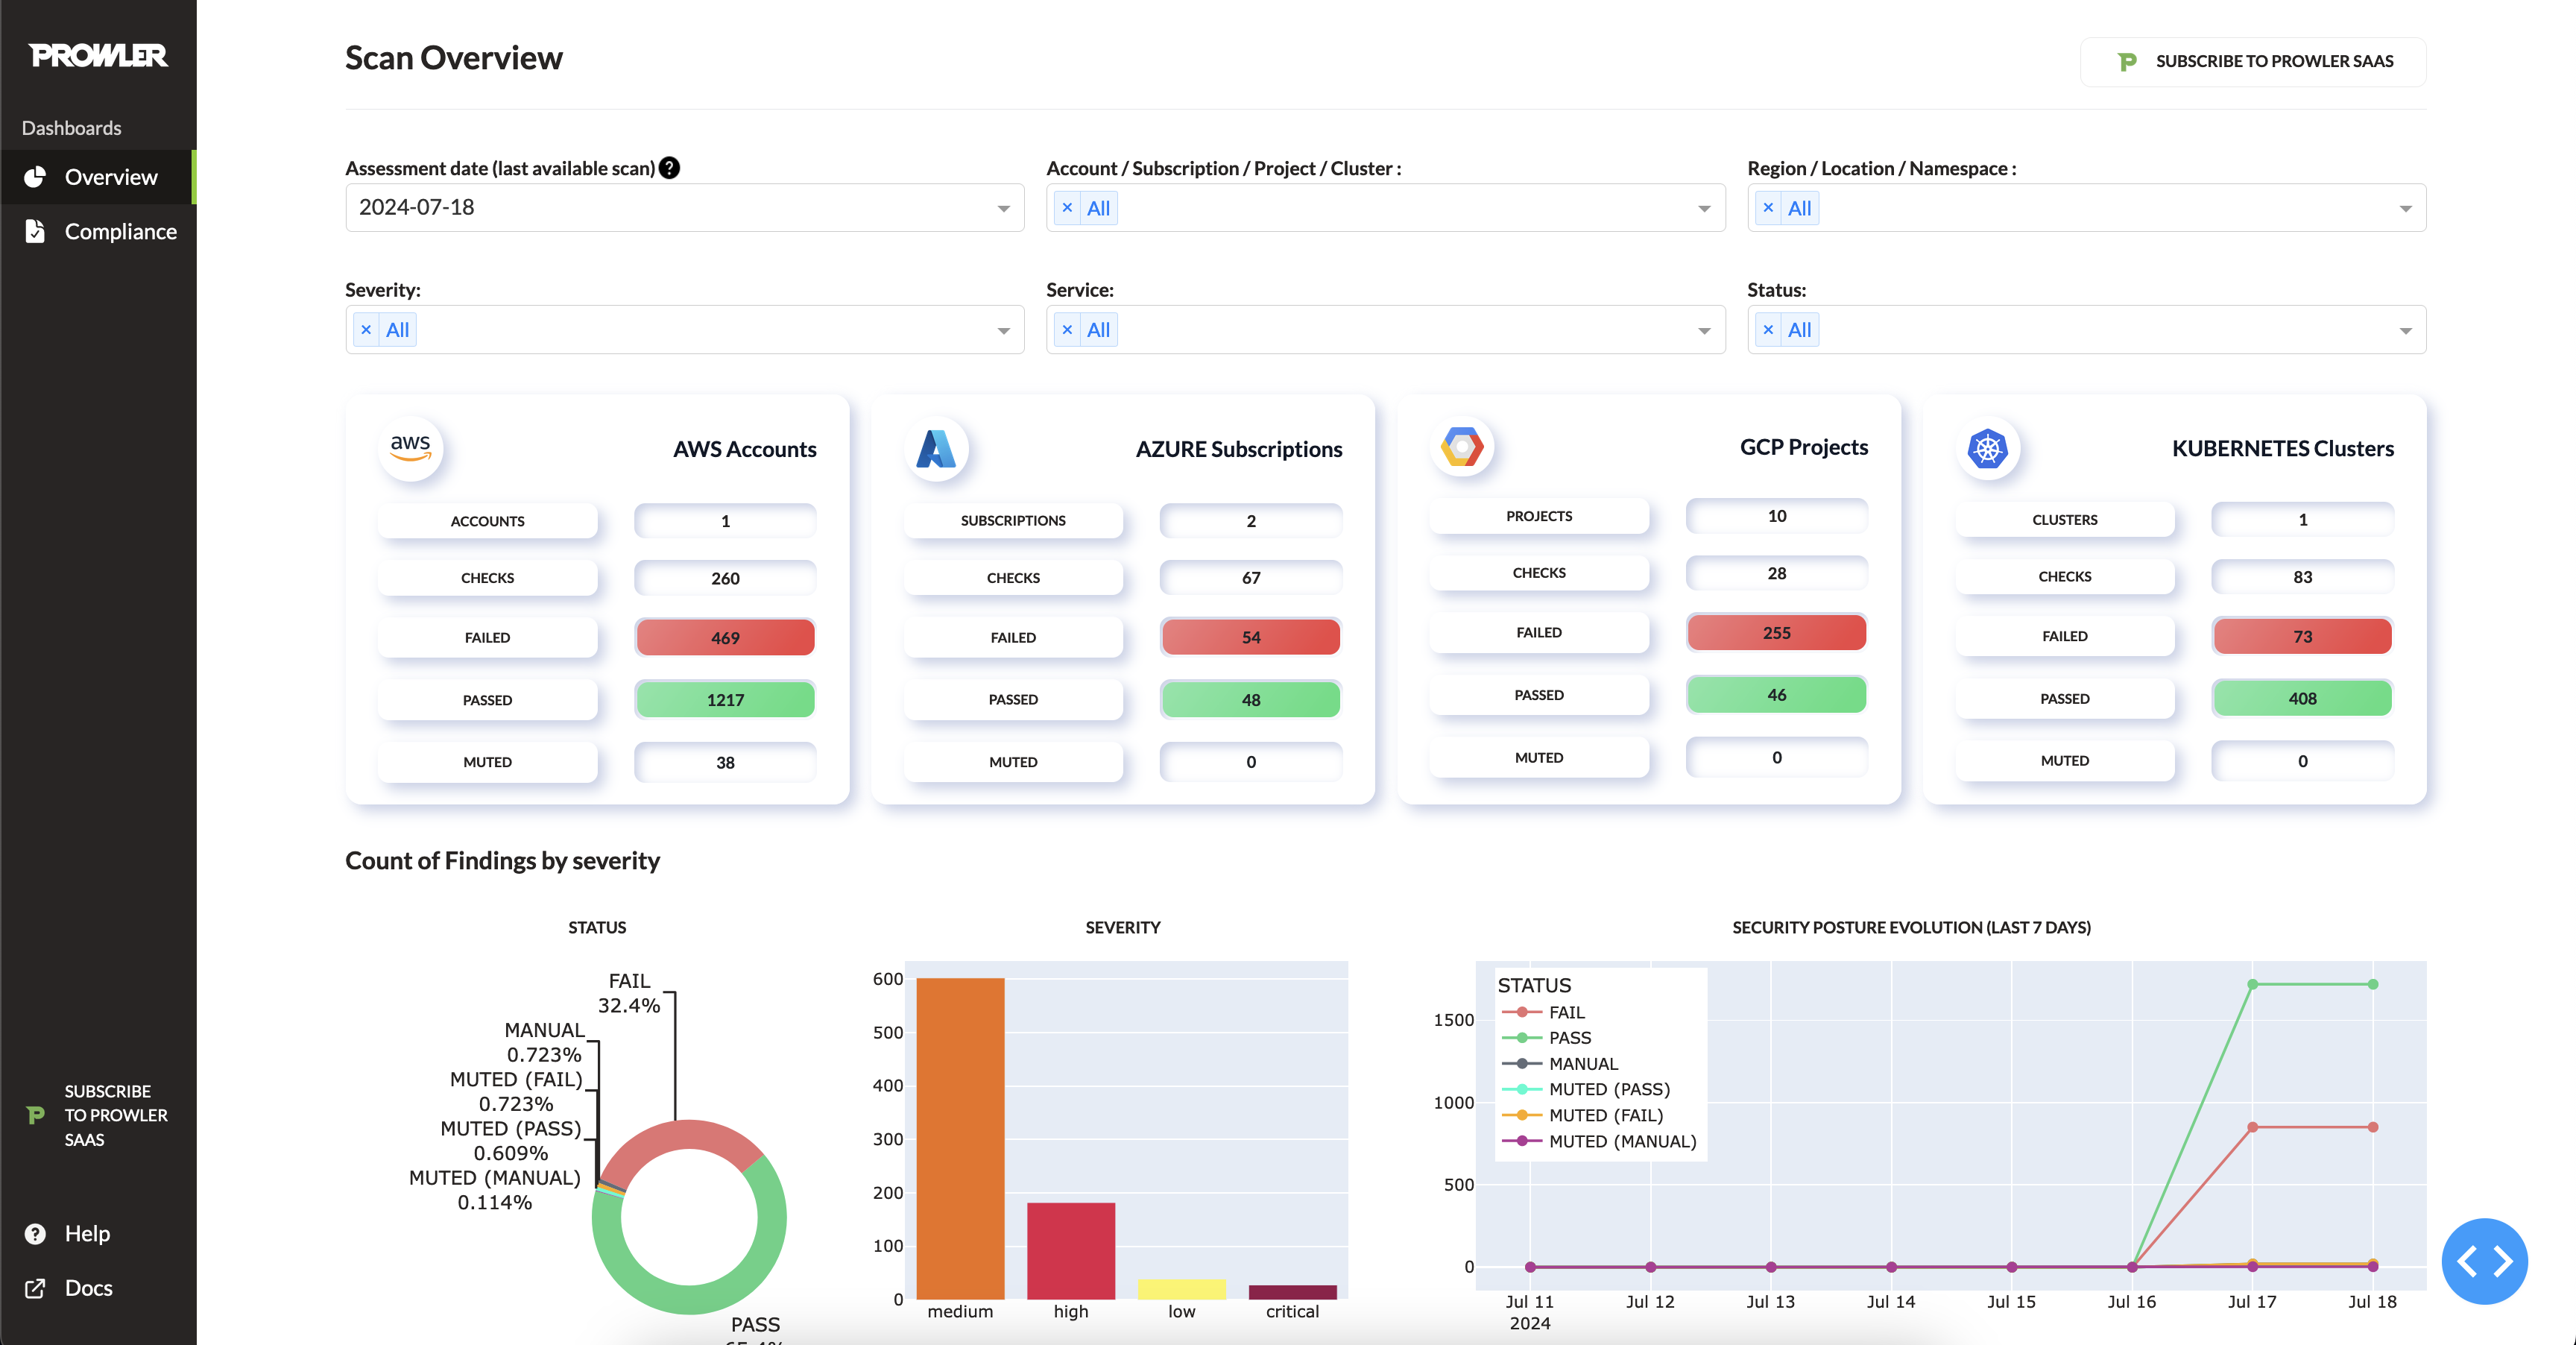 PROWLER
Dashboards
Overview
Compliance
SUBSCRIBE
TO PROWLER
SAAS
Help
Docs
Scan Overview
SUBSCRIBE TO PROWLER SAAS
Assessment date (last available scan) ?
2024-07-18
Account / Subscription / Project / Cluster :
× All
Region / Location / Namespace :
× All
Severity:
× All
Service:
× All
Status:
× All
aws
AWS Accounts
ACCOUNTS 1
CHECKS 260
FAILED 469
PASSED 1217
MUTED 38
AZURE Subscriptions
SUBSCRIPTIONS 2
CHECKS 67
FAILED 54
PASSED 48
MUTED 0
GCP Projects
PROJECTS 10
CHECKS 28
FAILED 255
PASSED 46
MUTED 0
KUBERNETES Clusters
CLUSTERS 1
CHECKS 83
FAILED 73
PASSED 408
MUTED 0
Count of Findings by severity
STATUS
FAIL
32.4%
MANUAL
0.723%
MUTED (FAIL)
0.723%
MUTED (PASS)
0.609%
MUTED (MANUAL)
0.114%
PASS
SEVERITY
600
500
400
300
200
100
0
medium high low critical
SECURITY POSTURE EVOLUTION (LAST 7 DAYS)
STATUS
FAIL
PASS
MANUAL
MUTED (PASS)
MUTED (FAIL)
MUTED (MANUAL)
1500
1000
500
0
Jul 11 Jul 12 Jul 13 Jul 14 Jul 15 Jul 16 Jul 17 Jul 18
2024